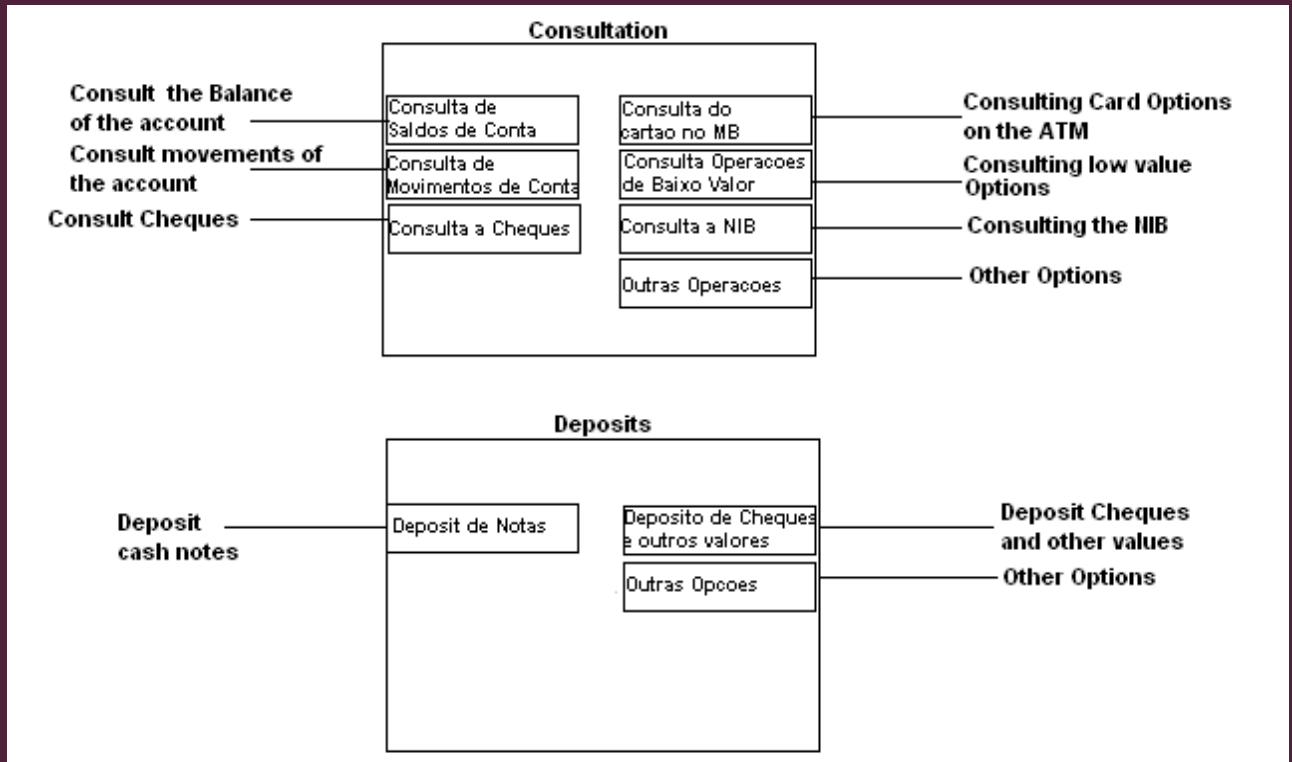 Consultation
Consult the Balance
of the account
Consult movements of
the account
Consult Cheques
Consulta de
Saldos de Conta
Consulta de
Movimentos de Conta
Consulta a Cheques
Consulta do
cartao no MB
Consulta Operacoes
de Baixo Valor
Consulta a NIB
Outras Operacoes
Consulting Card Options
on the ATM
Consulting low value
Options
Consulting the NIB
Other Options
Deposits
Deposit
cash notes
Deposit de Notas
Deposito de Cheques
e outros valores
Outras Opcoes
Deposit Cheques
and other values
Other Options